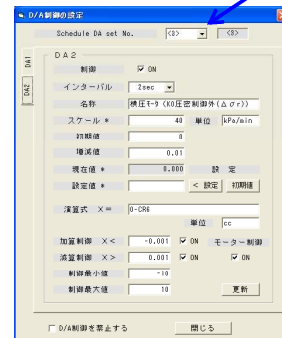 D/A制御の設定
Schedule DA set No. <3> <3>
DA1
DA2
DA2
制御 ON
インターバル 2sec
名称 横圧ﾓｰﾀ (K0圧密制御外(Δσr))
スケール * 40 単位 kPa/min
初期値 0
増減値 0.01
現在値 * 0.000 設 定
設定値 * < 設定 初期値
演算式 X= 0-CR6
単位 cc
加算制御 X< -0.001 ON モーター制御
減算制御 X> 0.001 ON ON
制御最小値 -10
制御最大値 10 更新
D/A制御を禁止する 閉じる